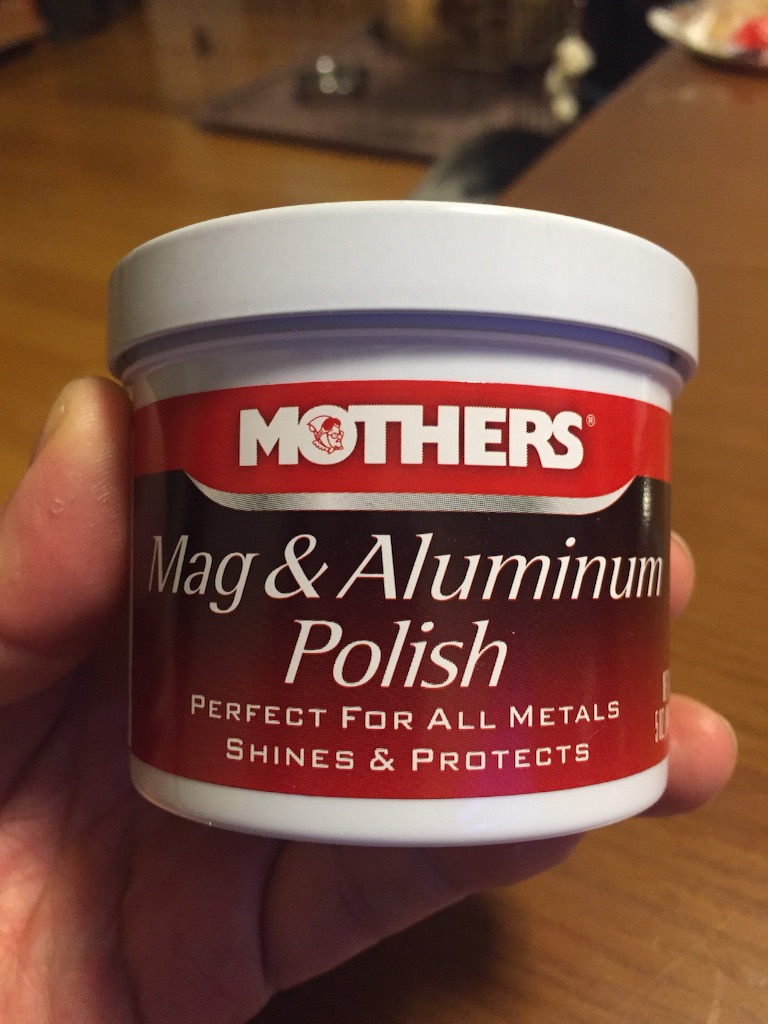 MOTHERS®
Mag & Aluminum
Polish
PERFECT FOR ALL METALS
SHINES & PROTECTS